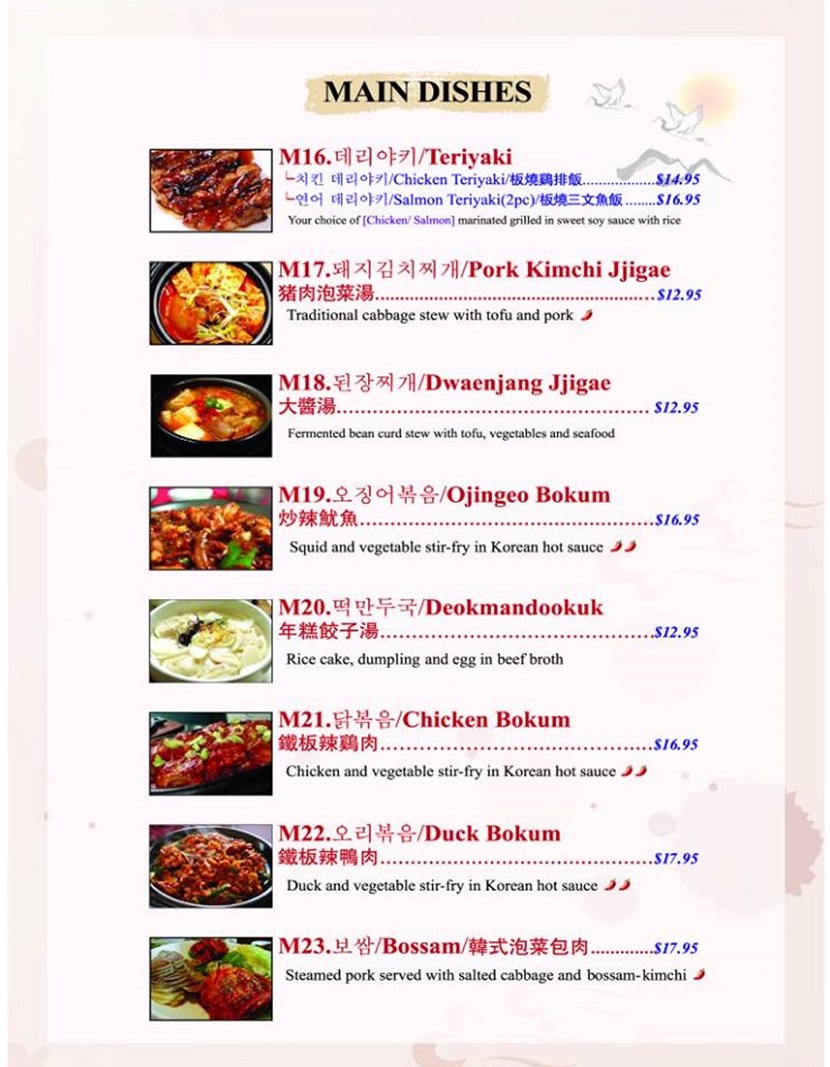 MAIN DISHES
M16.데리야키/Teriyaki
┗치킨 데리야키/Chicken Teriyaki/板燒鷄排飯...................$14.95
┗연어 데리야키/Salmon Teriyaki(2pc)/板燒三文魚飯 ........$16.95
Your choice of [Chicken/ Salmon] marinated grilled in sweet soy sauce with rice
M17.돼지김치찌개/Pork Kimchi Jjigae
猪肉泡菜湯......................................................$12.95
Traditional cabbage stew with tofu and pork
M18.된장찌개/Dwaenjang Jjigae
大醬湯.................................................. $12.95
Fermented bean curd stew with tofu, vegetables and seafood
M19.오징어볶음/Ojingeo Bokum
炒辣魷魚...............................................$16.95
Squid and vegetable stir-fry in Korean hot sauce
M20.떡만두국/Deokmandookuk
年糕餃子湯............................................$12.95
Rice cake, dumpling and egg in beef broth
M21.닭볶음/Chicken Bokum
鐵板辣鷄肉............................................$16.95
Chicken and vegetable stir-fry in Korean hot sauce
M22.오리볶음/Duck Bokum
鐵板辣鴨肉............................................$17.95
Duck and vegetable stir-fry in Korean hot sauce
M23.보쌈/Bossam/韓式泡菜包肉.............$17.95
Steamed pork served with salted cabbage and bossam-kimchi